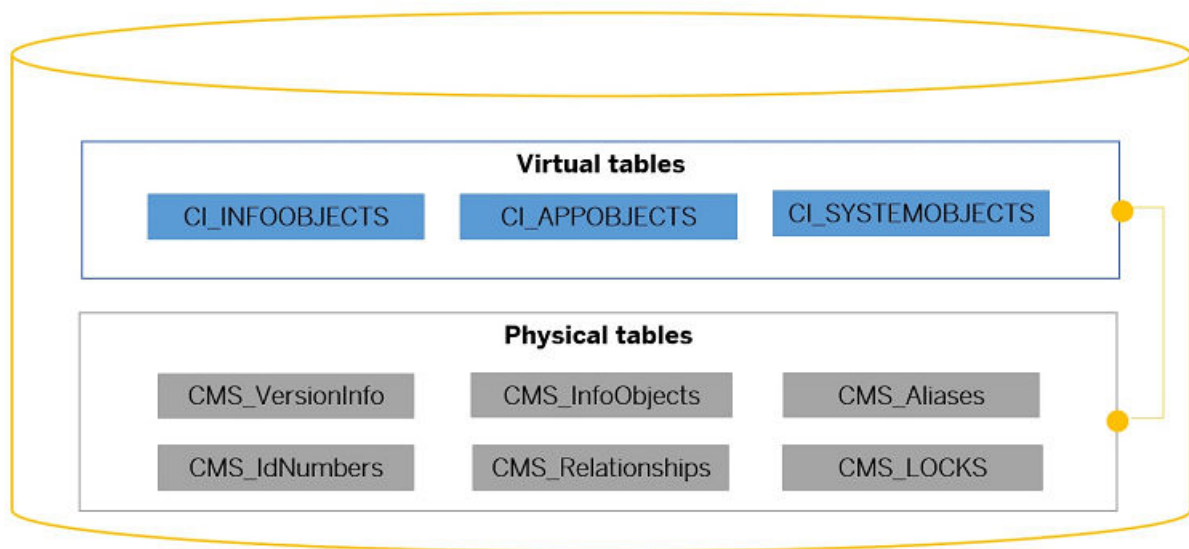 Virtual tables
CI_INFOOBJECTS CI_APPOBJECTS CI_SYSTEMOBJECTS
Physical tables
CMS_VersionInfo CMS_InfoObjects CMS_Aliases
CMS_IdNumbers CMS_Relationships CMS_LOCKS